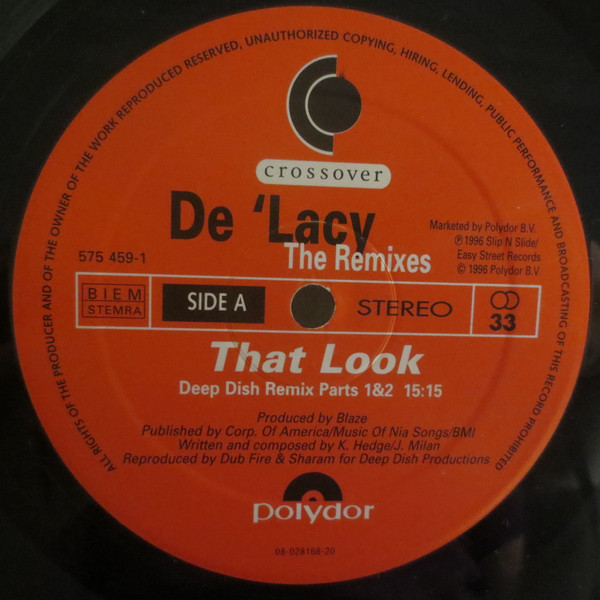 ALL RIGHTS OF THE PRODUCER AND OF THE OWNER OF THE WORK REPRODUCED RESERVED, UNAUTHORIZED COPYING, HIRING, LENDING, PUBLIC PERFORMANCE AND BROADCASTING OF THIS RECORD PROHIBITED
crossover
De 'Lacy
The Remixes
575 459-1
Marketed by Polydor B.V.
℗ 1996 Slip N Slide/
Easy Street Records
© 1996 Polydor B.V
BIEM
STEMRA
SIDE A
STEREO
33
That Look
Deep Dish Remix Parts 1&2 15:15
Produced by Blaze
Published by Corp. Of America/Music Of Nia Songs/BMI
Written and composed by K. Hedge/J. Milan
Reproduced by Dub Fire & Sharam for Deep Dish Productions
polydor
08-028168-20